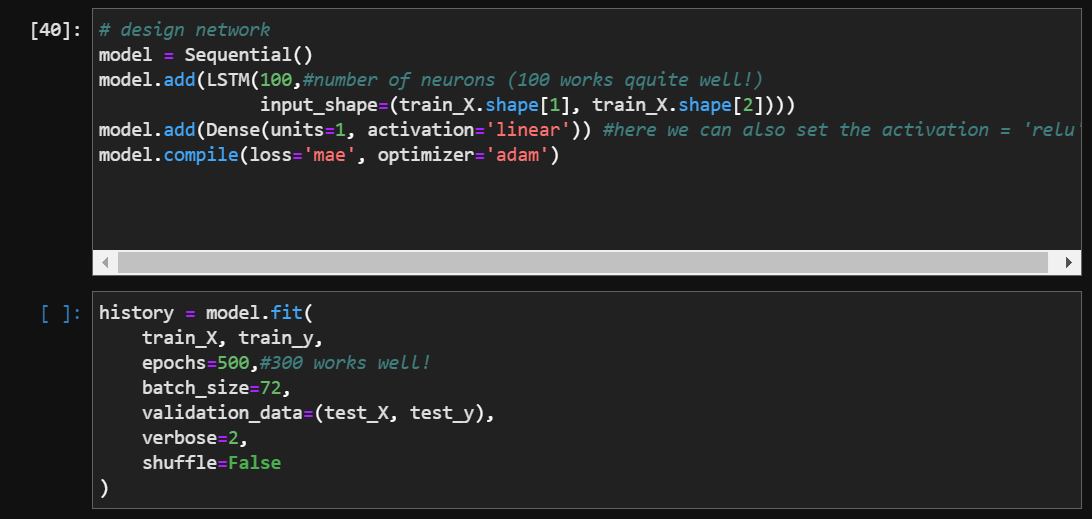 [40]:
# design network
model = Sequential()
model.add(LSTM(100,#number of neurons (100 works qquite well!)
input_shape=(train_X.shape[1], train_X.shape[2])))
model.add(Dense(units=1, activation='linear')) #here we can also set the activation = 'relu'
model.compile(loss='mae', optimizer='adam')
[ ]:
history = model.fit(
train_X, train_y,
epochs=500,#300 works well!
batch_size=72,
validation_data=(test_X, test_y),
verbose=2,
shuffle=False
)